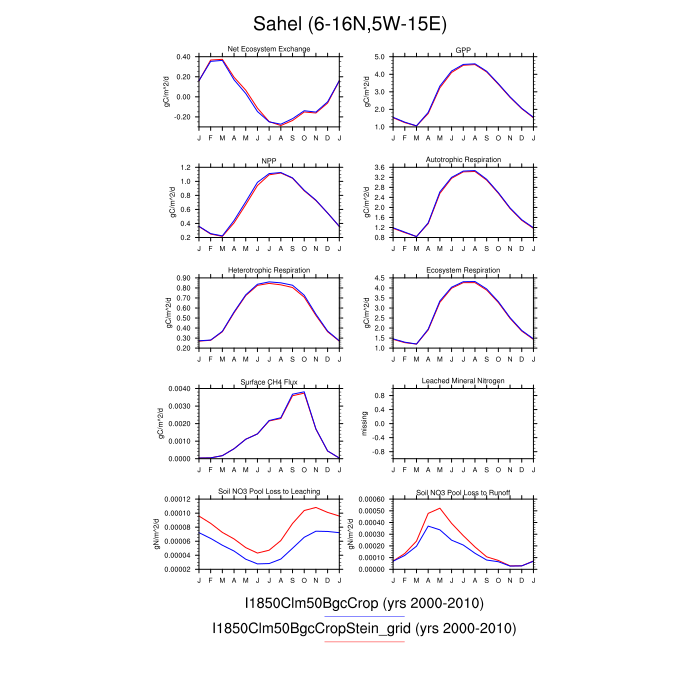 Sahel (6-16N,5W-15E)
Net Ecosystem Exchange
GPP
gC/m^2/d
0.40
0.20
0.00
-0.20
J F M A M J J A S O N D J
gC/m^2/d
5.0
4.0
3.0
2.0
1.0
J F M A M J J A S O N D J
NPP
Autotrophic Respiration
gC/m^2/d
1.2
1.0
0.8
0.6
0.4
0.2
J F M A M J J A S O N D J
gC/m^2/d
3.6
3.2
2.8
2.4
2.0
1.6
1.2
0.8
J F M A M J J A S O N D J
Heterotrophic Respiration
Ecosystem Respiration
gC/m^2/d
0.90
0.80
0.70
0.60
0.50
0.40
0.30
0.20
J F M A M J J A S O N D J
gC/m^2/d
4.5
4.0
3.5
3.0
2.5
2.0
1.5
1.0
J F M A M J J A S O N D J
Surface CH4 Flux
Leached Mineral Nitrogen
gC/m^2/d
0.0040
0.0030
0.0020
0.0010
0.0000
J F M A M J J A S O N D J
missing
0.8
0.4
0.0
-0.4
-0.8
J F M A M J J A S O N D J
Soil NO3 Pool Loss to Leaching
Soil NO3 Pool Loss to Runoff
gN/m^2/d
0.00012
0.00010
0.00008
0.00006
0.00004
0.00002
J F M A M J J A S O N D J
gN/m^2/d
0.00060
0.00050
0.00040
0.00030
0.00020
0.00010
0.00000
J F M A M J J A S O N D J
I1850Clm50BgcCrop (yrs 2000-2010)
I1850Clm50BgcCropStein_grid (yrs 2000-2010)